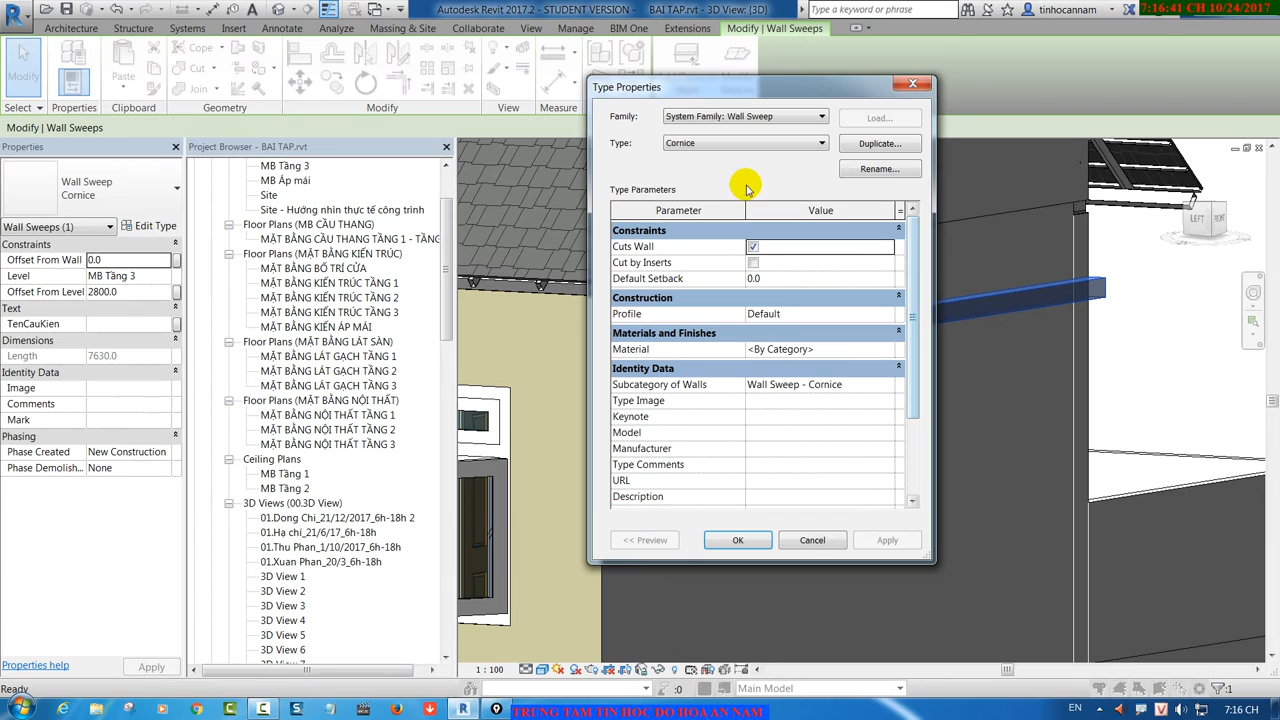 Autodesk Revit 2017.2 - STUDENT VERSION - BAI TAP.rvt - 3D View: {3D}
Type a keyword or phrase
tinhocannam
7:16:41 CH 10/24/2017
Architecture Structure Systems Insert Annotate Analyze Massing & Site Collaborate View Manage BIM One Extensions Modify | Wall Sweeps
Modify
Paste
Cope
Cut
Join
Select Properties Clipboard Geometry Modify View Measure
Modify | Wall Sweeps
Properties
Wall Sweep
Cornice
Wall Sweeps (1)
Edit Type
Constraints
Offset From Wall 0.0
Level MB Tầng 3
Offset From Level 2800.0
Text
TenCauKien
Dimensions
Length 7630.0
Identity Data
Image
Comments
Mark
Phasing
Phase Created New Construction
Phase Demolish... None
Properties help
Apply
Project Browser - BAI TAP.rvt
MB Tầng 3
MB Áp mái
Site
Site - Hướng nhìn thực tế công trình
Floor Plans (MB CẦU THANG)
MẶT BẰNG CẦU THANG TẦNG 1 - TẦNG
Floor Plans (MẶT BẰNG KIẾN TRÚC)
MẶT BẰNG BỐ TRÍ CỬA
MẶT BẰNG KIẾN TRÚC TẦNG 1
MẶT BẰNG KIẾN TRÚC TẦNG 2
MẶT BẰNG KIẾN TRÚC TẦNG 3
MẶT BẰNG KIẾN ÁP MÁI
Floor Plans (MẶT BẰNG LÁT SÀN)
MẶT BẰNG LÁT GẠCH TẦNG 1
MẶT BẰNG LÁT GẠCH TẦNG 2
MẶT BẰNG LÁT GẠCH TẦNG 3
Floor Plans (MẶT BẰNG NỘI THẤT)
MẶT BẰNG NỘI THẤT TẦNG 1
MẶT BẰNG NỘI THẤT TẦNG 2
MẶT BẰNG NỘI THẤT TẦNG 3
Ceiling Plans
MB Tầng 1
MB Tầng 2
3D Views (00.3D View)
01.Dong Chi_21/12/2017_6h-18h 2
01.Hạ chí_21/6/17_6h-18h
01.Thu Phan_1/10/2017_6h-18h
01.Xuan Phan_20/3_6h-18h
3D View 1
3D View 2
3D View 3
3D View 4
3D View 5
3D View 6
Type Properties
Family: System Family: Wall Sweep Load...
Type: Cornice Duplicate...
Rename...
Type Parameters
Parameter Value =
Constraints
Cuts Wall
Cut by Inserts
Default Setback 0.0
Construction
Profile Default
Materials and Finishes
Material <By Category>
Identity Data
Subcategory of Walls Wall Sweep - Cornice
Type Image
Keynote
Model
Manufacturer
Type Comments
URL
Description
<< Preview OK Cancel Apply
LEFT
1 : 100
Ready
:0
Main Model
:1
TRUNG TAM TIN HOC DO HOA AN NAM
EN
7:16 CH